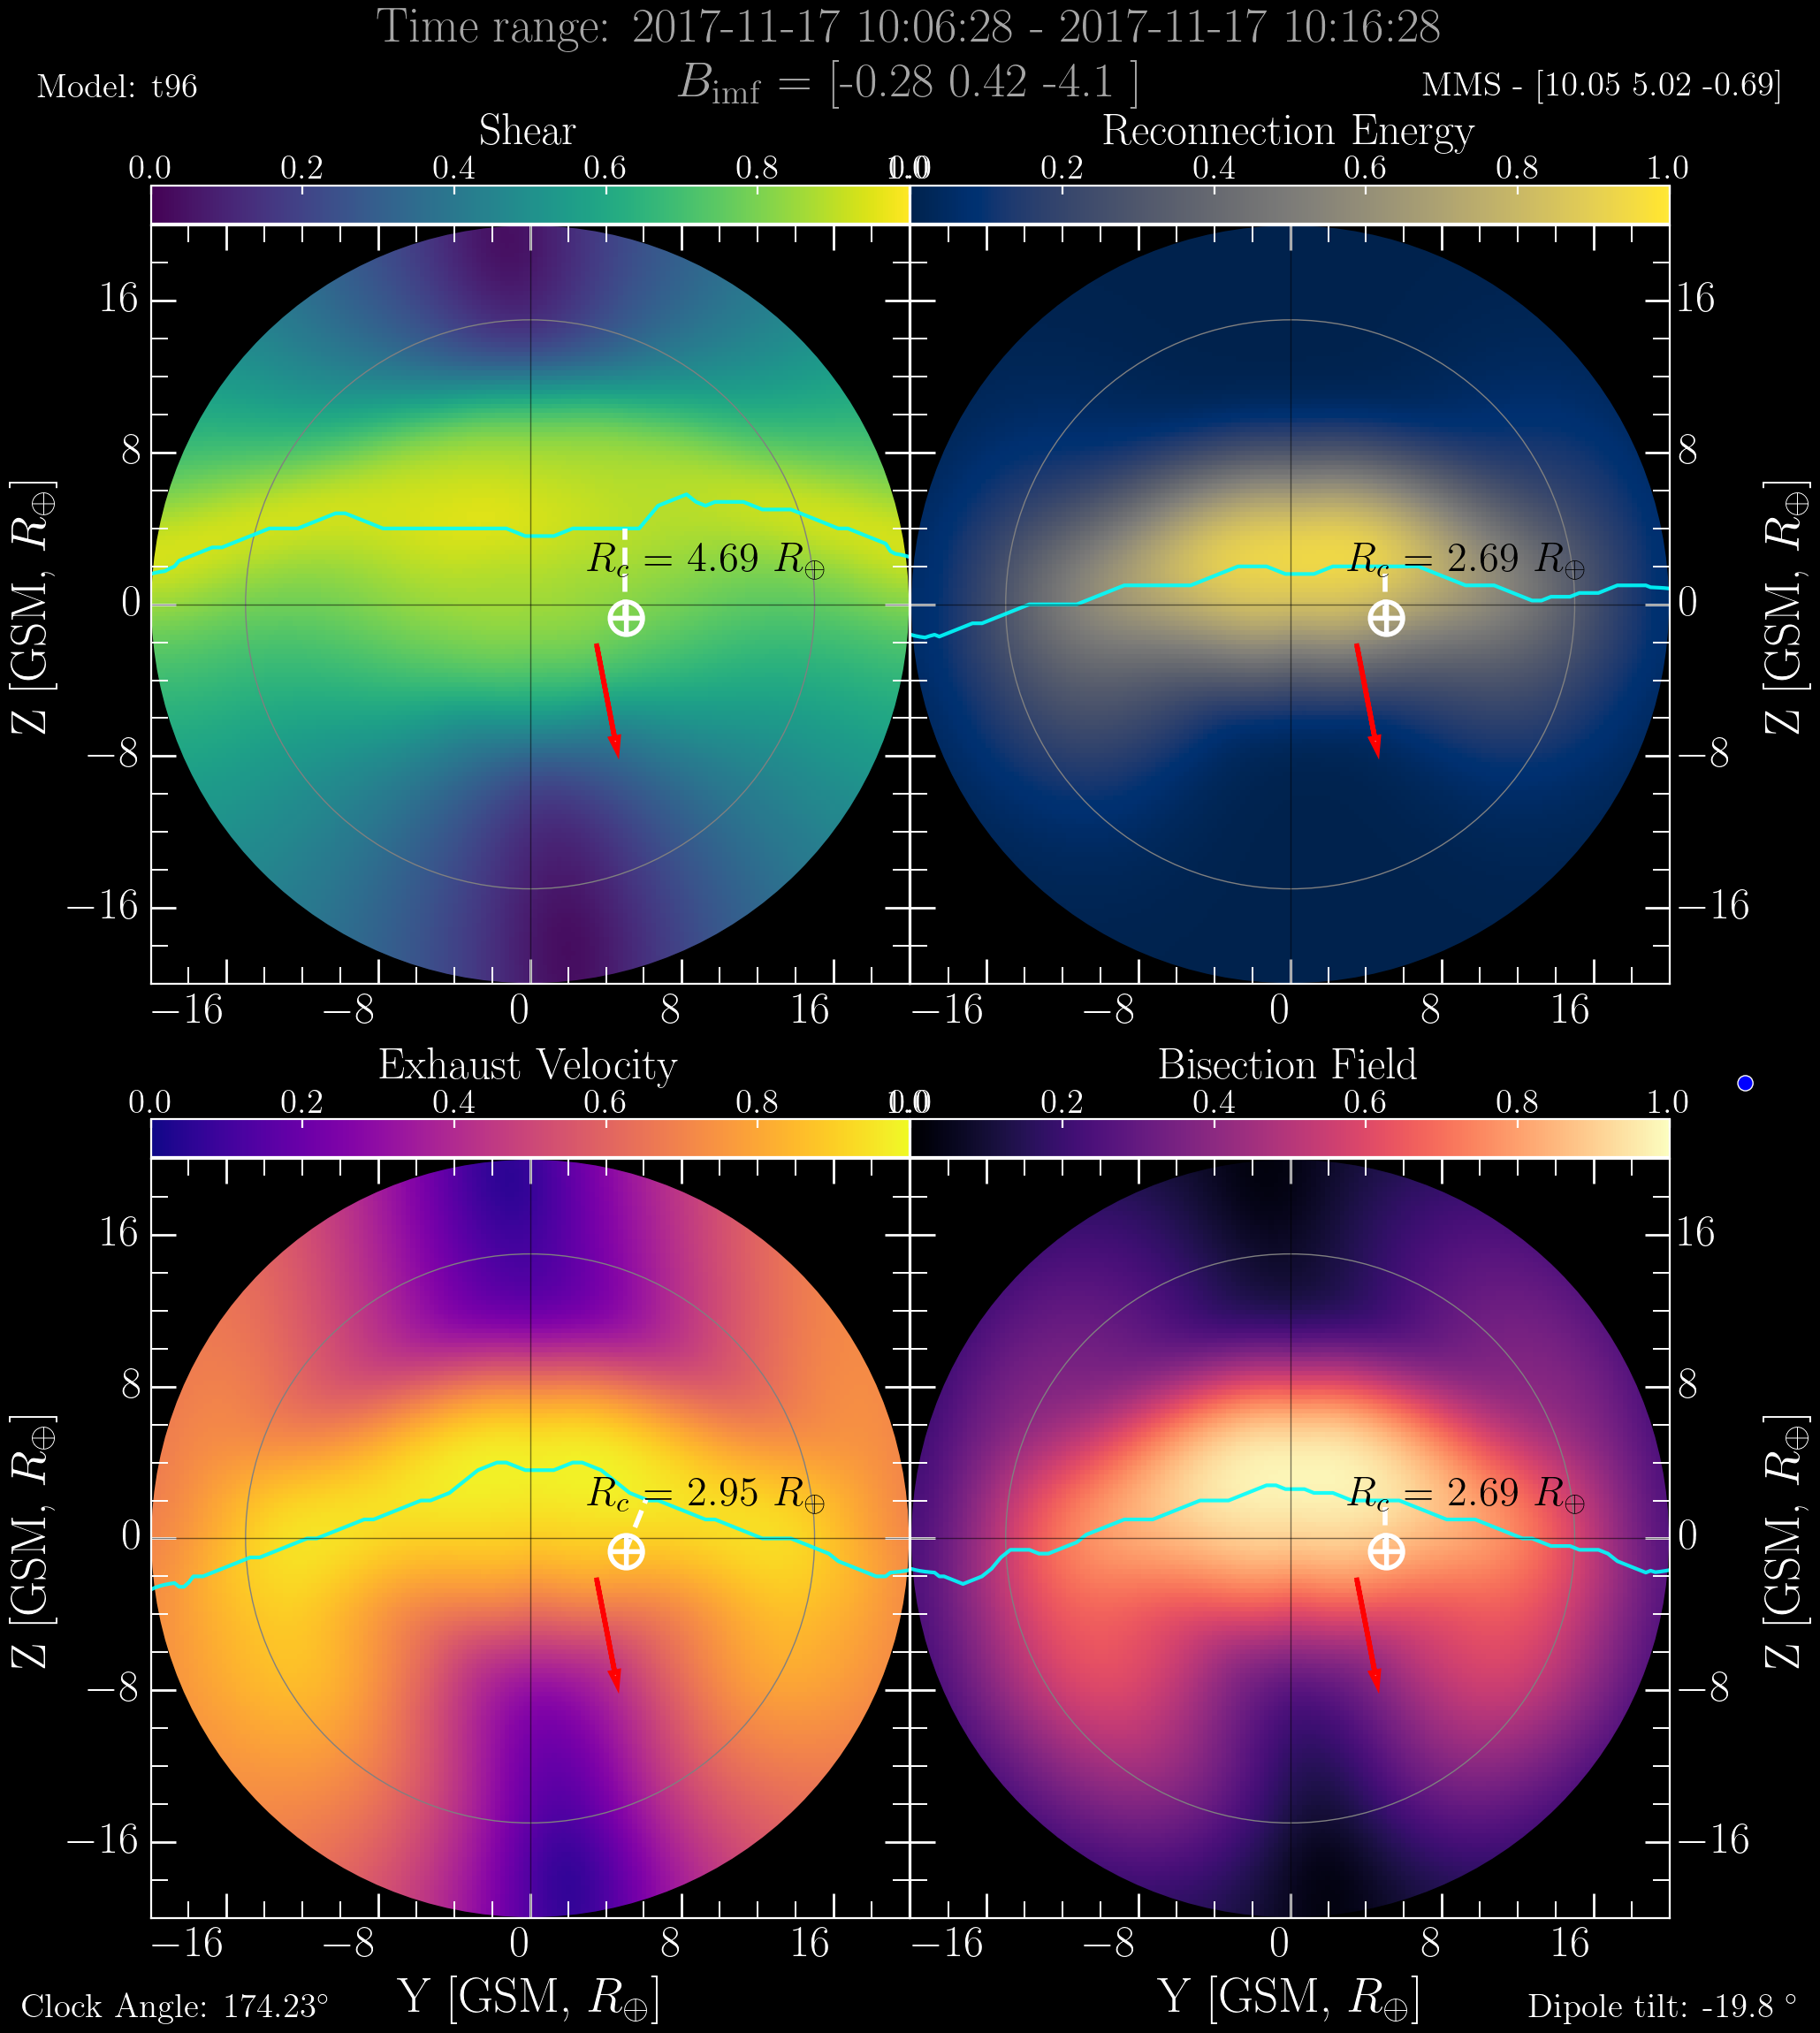 Time range: 2017-11-17 10:06:28 - 2017-11-17 10:16:28
Model: t96
B_imf = [-0.28 0.42 -4.1 ]
MMS - [10.05 5.02 -0.69]
Shear
Reconnection Energy
0.0 0.2 0.4 0.6 0.8 1.0
0.0 0.2 0.4 0.6 0.8 1.0
16
8
0
−8
−16
Z [GSM, R⊕]
R_c = 4.69 R⊕
R_c = 2.69 R⊕
16
8
0
−8
−16
Z [GSM, R⊕]
−16 −8 0 8 16
−16 −8 0 8 16
Exhaust Velocity
Bisection Field
0.0 0.2 0.4 0.6 0.8 1.0
0.0 0.2 0.4 0.6 0.8 1.0
16
8
0
−8
−16
Z [GSM, R⊕]
R_c = 2.95 R⊕
R_c = 2.69 R⊕
16
8
0
−8
−16
Z [GSM, R⊕]
−16 −8 0 8 16
−16 −8 0 8 16
Y [GSM, R⊕]
Y [GSM, R⊕]
Clock Angle: 174.23°
Dipole tilt: -19.8 °